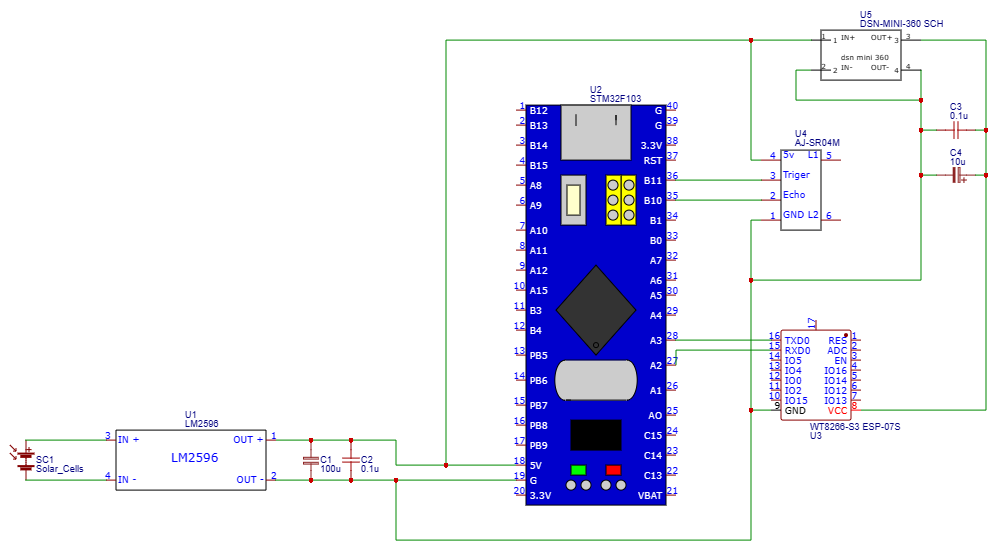 U5
DSN-MINI-360 SCH
1 1 IN+ OUT+ 3 3
dsn mini 360
2 2 IN- OUT- 4 4
C3
0.1u
C4
10u
U4
AJ-SR04M
4 5v L1 5
3 Triger
2 Echo
1 GND L2 6
U2
STM32F103
1 B12 G 40
2 B13 G 39
3 B14 3.3V 38
4 B15 RST 37
5 A8 B11 36
6 A9 B10 35
7 A10 B1 34
8 A11 B0 33
9 A12 A7 32
10 A15 A6 31
11 B3 A5 30
12 B4 A4 29
13 PB5 A3 28
14 PB6 A2 27
15 PB7 A1 26
16 PB8 AO 25
17 PB9 C15 24
18 5V C14 23
19 G C13 22
20 3.3V VBAT 21
17
16 TXD0 RES 1
15 RXD0 ADC 2
14 IO5 EN 3
13 IO4 IO16 4
12 IO0 IO14 5
11 IO2 IO12 6
10 IO15 IO13 7
9 GND VCC 8
WT8266-S3 ESP-07S
U3
U1
LM2596
3 IN + OUT + 1
LM2596
4 IN - OUT - 2
SC1
Solar_Cells
C1
100u
C2
0.1u